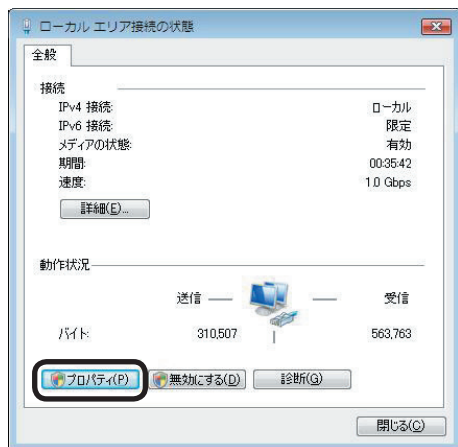 ローカル エリア接続の状態
全般
接続
IPv4 接続: ローカル
IPv6 接続: 限定
メディアの状態: 有効
期間: 00:35:42
速度: 1.0 Gbps
詳細(E)...
動作状況
送信 — — 受信
バイト: 310,507 563,763
プロパティ(P) 無効にする(D) 診断(G)
閉じる(C)